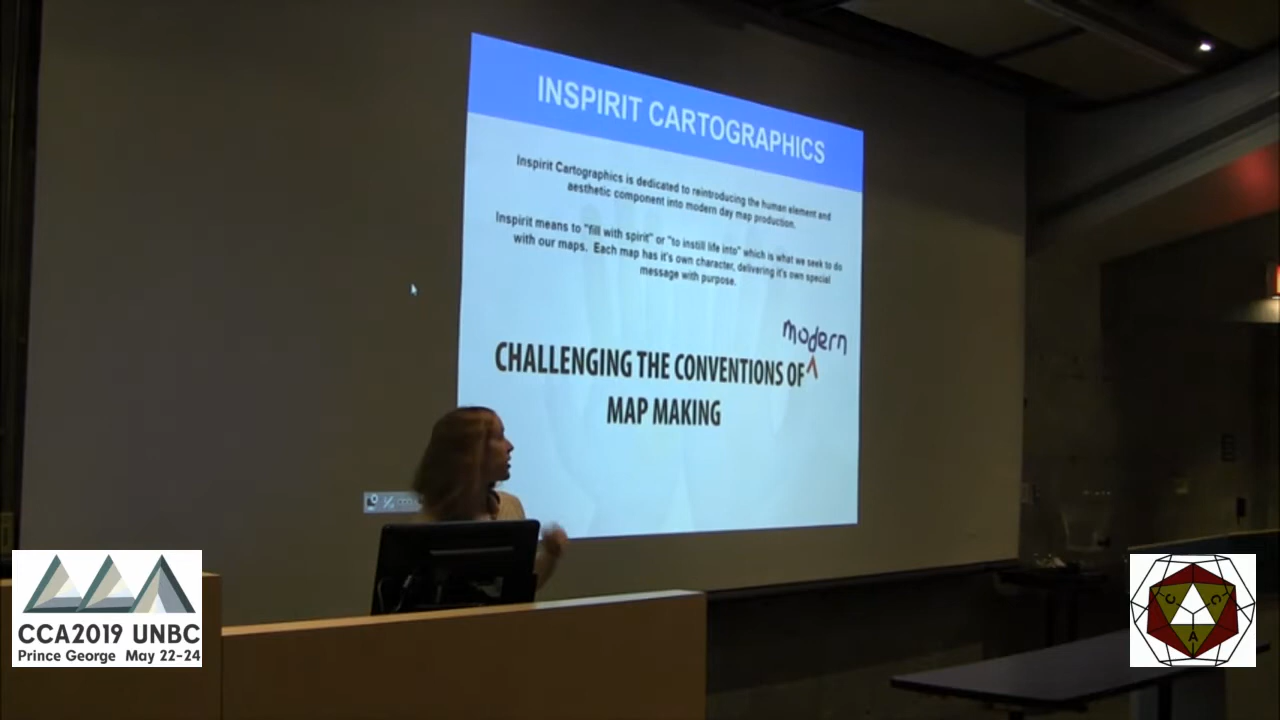 INSPIRIT CARTOGRAPHICS
Inspirit Cartographics is dedicated to reintroducing the human element and
aesthetic component into modern day map production.
Inspirit means to "fill with spirit" or "to instill life into" which is what we seek to do
with our maps. Each map has it's own character, delivering it's own special
message with purpose.
modern
CHALLENGING THE CONVENTIONS OF ^
MAP MAKING
CCA2019 UNBC
Prince George May 22-24
C C A